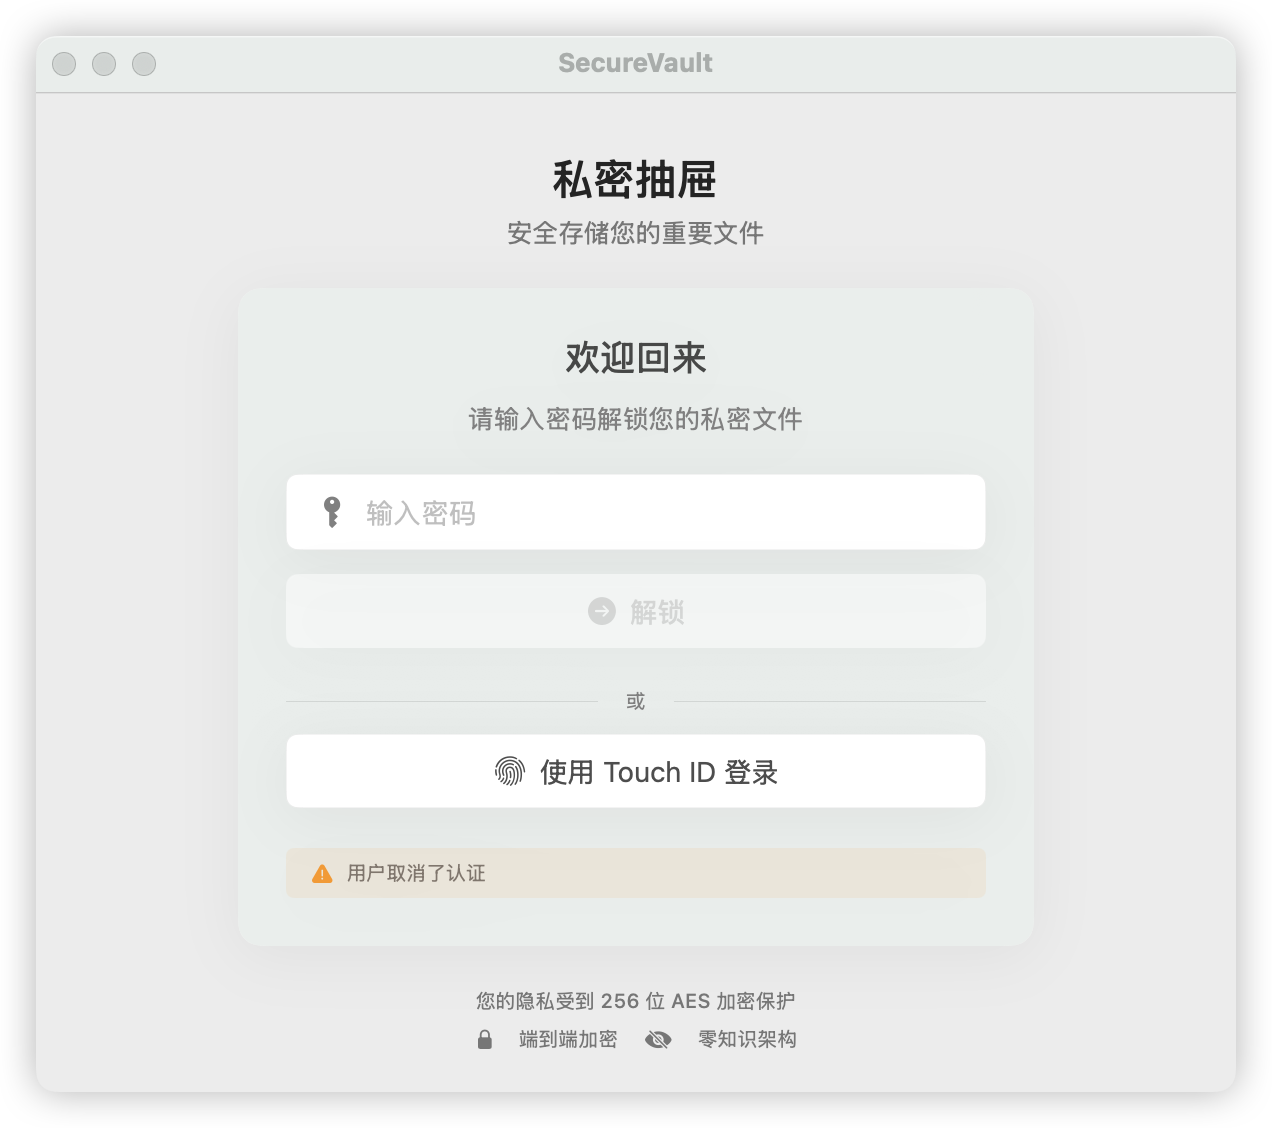 SecureVault
私密抽屉
安全存储您的重要文件
欢迎回来
请输入密码解锁您的私密文件
输入密码
解锁
或
使用 Touch ID 登录
用户取消了认证
您的隐私受到 256 位 AES 加密保护
端到端加密 零知识架构